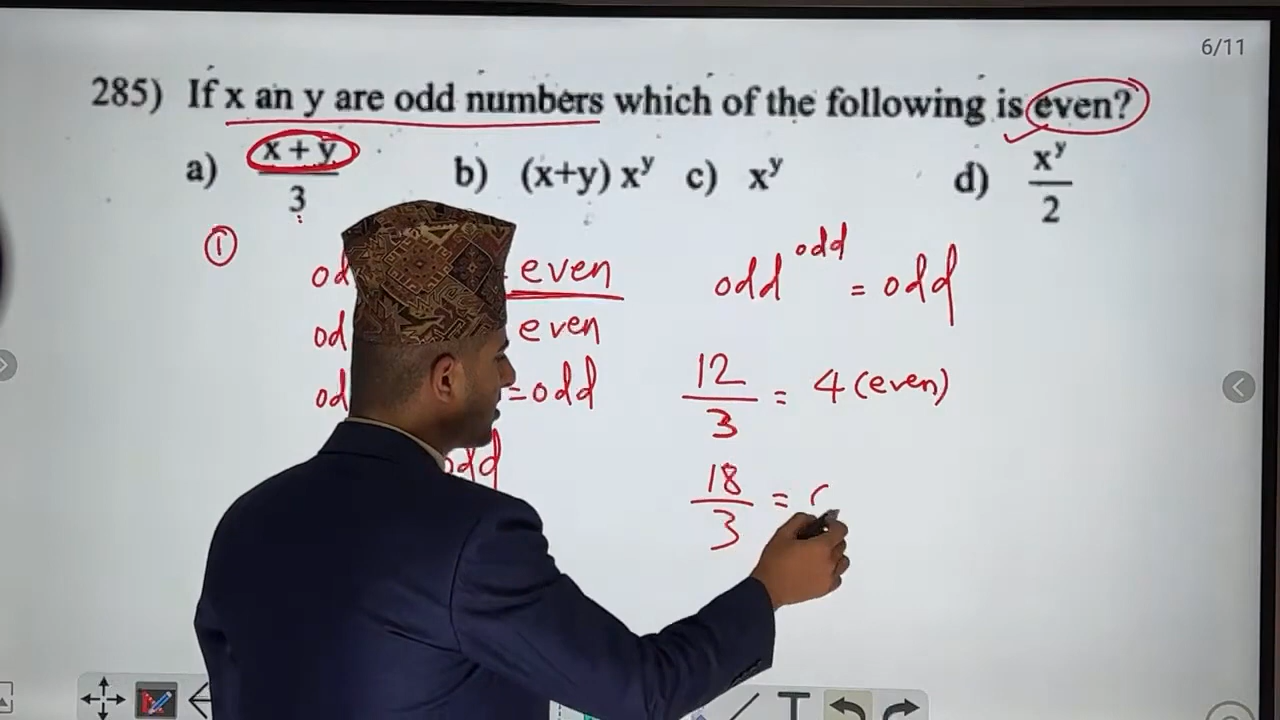 6/11
285) If x an y are odd numbers which of the following is even?
a) x + y / 3 b) (x+y) x^y c) x^y d) x^y / 2
①
even
odd^odd = odd
even
= odd
12 / 3 = 4 (even)
odd
18 / 3 =
T